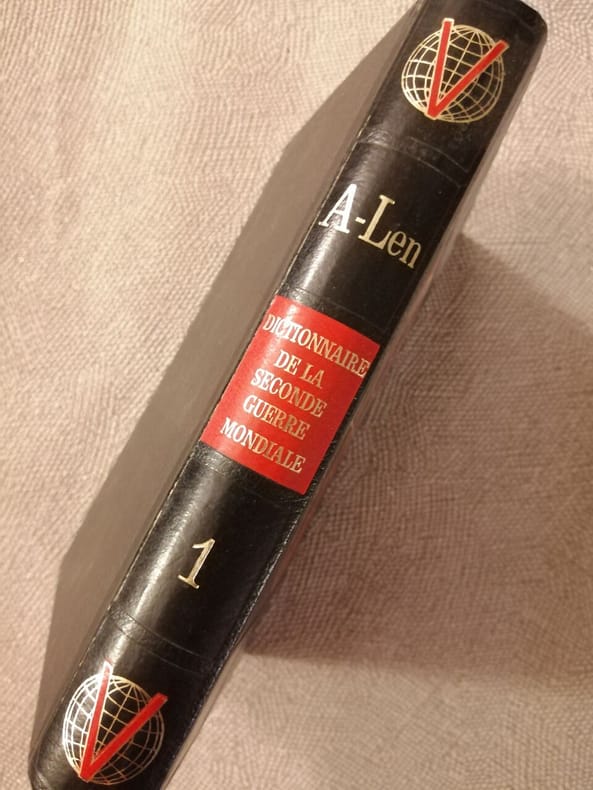 V
A-Len
DICTIONNAIRE
DE LA
SECONDE
GUERRE
MONDIALE
1
V